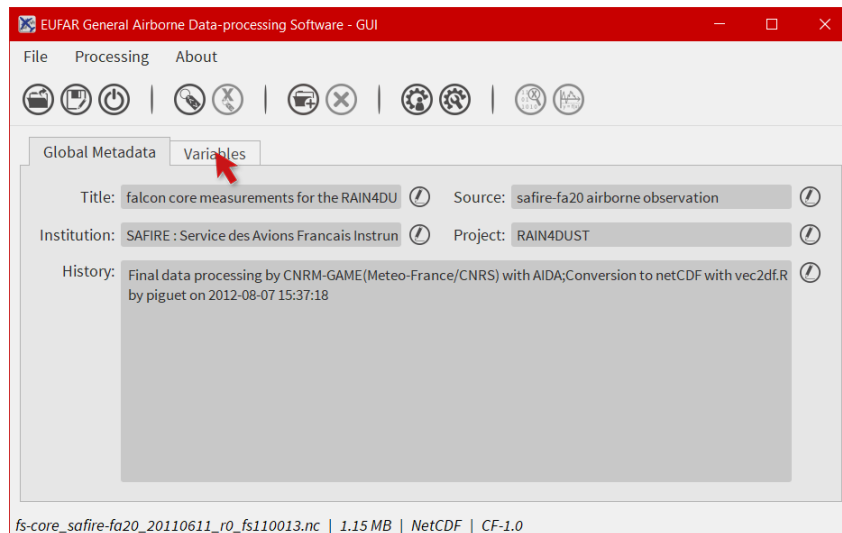 EUFAR General Airborne Data-processing Software - GUI
File Processing About
Global Metadata Variables
Title: falcon core measurements for the RAIN4DU Source: safire-fa20 airborne observation
Institution: SAFIRE : Service des Avions Francais Instrun Project: RAIN4DUST
History: Final data processing by CNRM-GAME(Meteo-France/CNRS) with AIDA;Conversion to netCDF with vec2df.R
by piguet on 2012-08-07 15:37:18
fs-core_safire-fa20_20110611_r0_fs110013.nc | 1.15 MB | NetCDF | CF-1.0